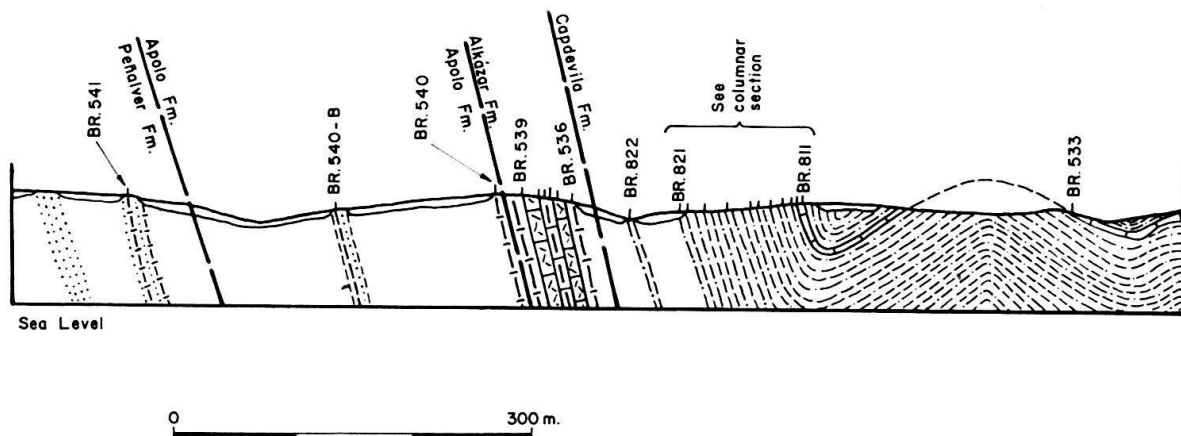 Apolo Fm.
Peñalver Fm.
BR.541
BR.540-B
BR.540
Alkázar Fm.
Apolo Fm.
BR.539
BR.536
Capdevila Fm.
BR.822
BR.821
See
columnar
section
BR.811
BR.533
Sea Level
0 300 m.